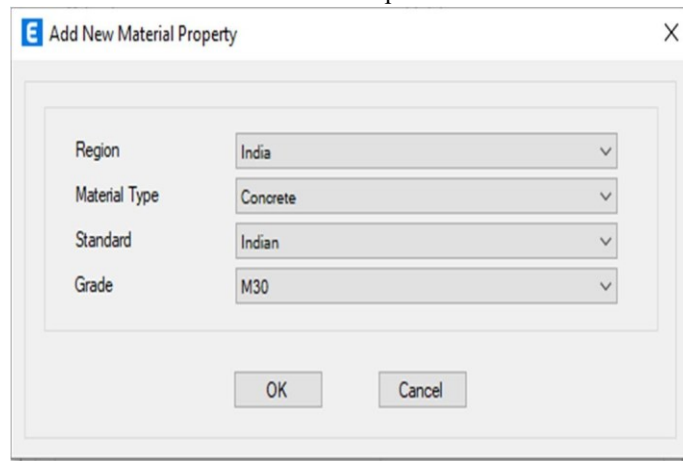 E Add New Material Property X
Region India
Material Type Concrete
Standard Indian
Grade M30
OK Cancel